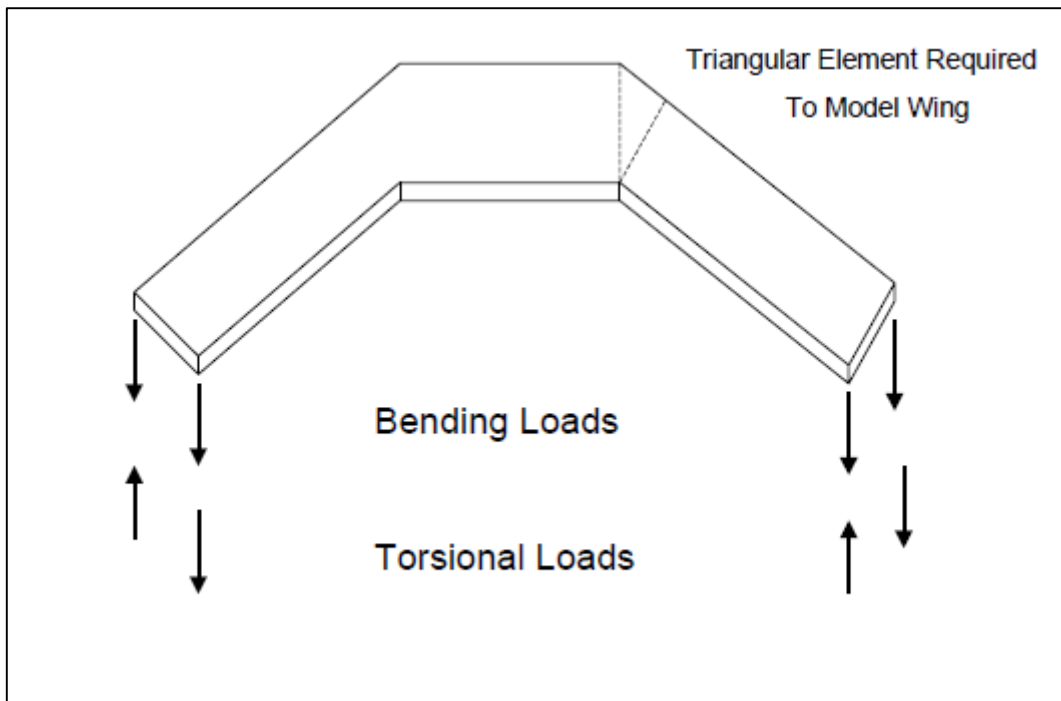 Triangular Element Required
To Model Wing
Bending Loads
Torsional Loads